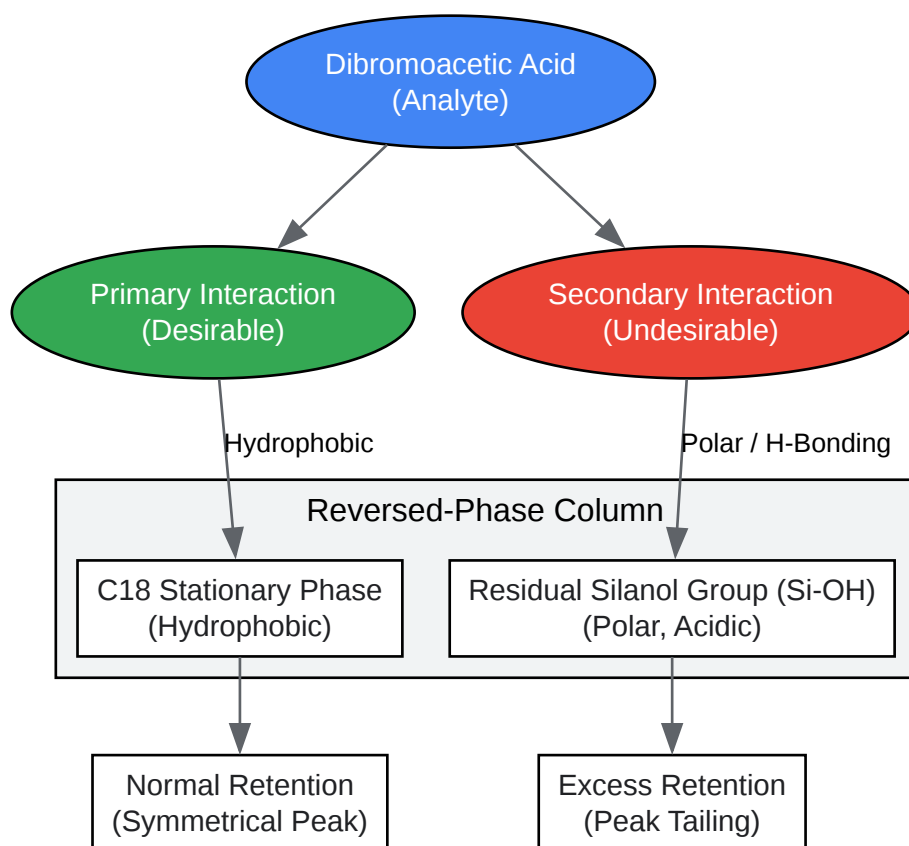 Dibromoacetic Acid
(Analyte)
Primary Interaction
(Desirable)
Secondary Interaction
(Undesirable)
Hydrophobic
Polar / H-Bonding
Reversed-Phase Column
C18 Stationary Phase
(Hydrophobic)
Residual Silanol Group (Si-OH)
(Polar, Acidic)
Normal Retention
(Symmetrical Peak)
Excess Retention
(Peak Tailing)